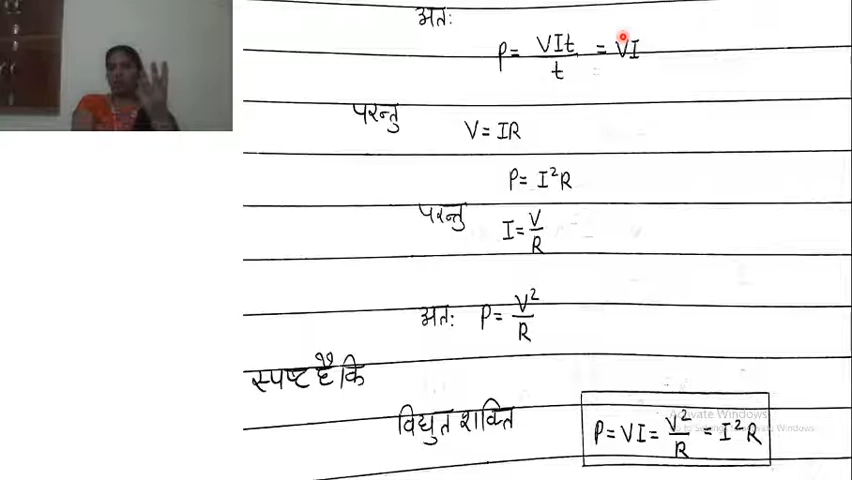 अतः
P = VIt/t = VI
परन्तु V = IR
P = I²R
परन्तु I = V/R
अतः P = V²/R
स्पष्ट है कि
विद्युत शक्ति P = VI = V²/R = I²R